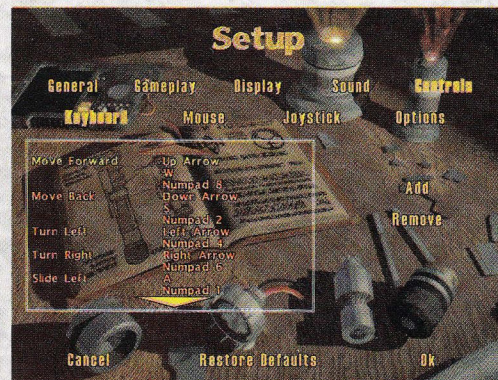 Setup
General Gameplay Display Sound Controls
Keyboard Mouse Joystick Options
Move Forward Up Arrow
W
Numpad 8
Move Back Down Arrow
Numpad 2
Turn Left Left Arrow
Numpad 4
Turn Right Right Arrow
Numpad 6
Slide Left A
Numpad 1
Add
Remove
Cancel Restore Defaults Ok